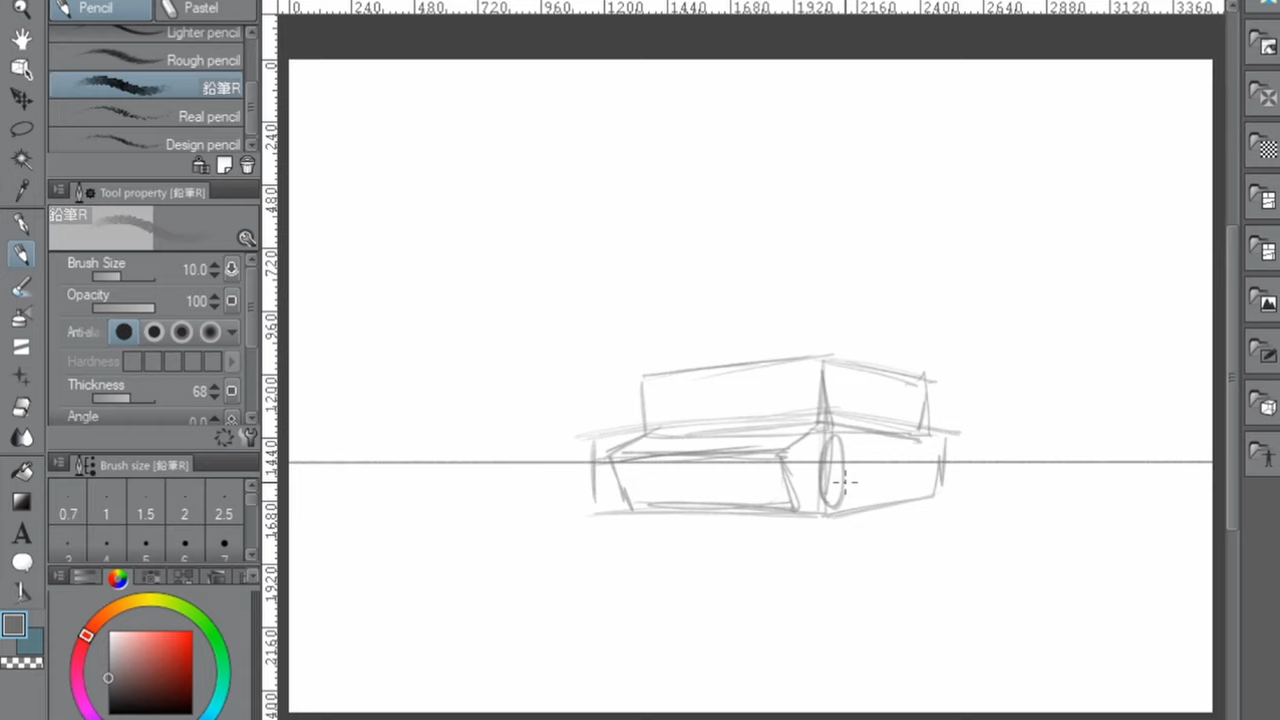 Pencil Pastel
Lighter pencil
Rough pencil
鉛筆R
Real pencil
Design pencil
Tool property [鉛筆R]
鉛筆R
Brush Size 10.0
Opacity 100
Hardness
Thickness 68
Angle 0.0
Brush size [鉛筆R]
0.7 1 1.5 2 2.5
0 240 480 720 960 1200 1440 1680 1920 2160 2400 2640 2880 3120 3360
0
240
480
720
960
1200
1440
1680
1920
2160
A